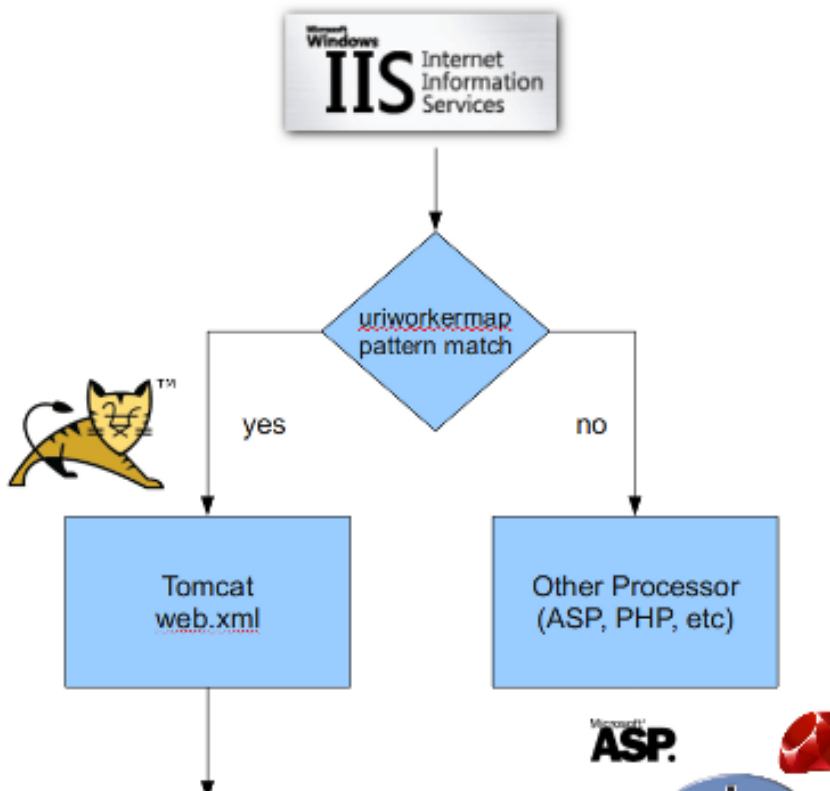 Microsoft
Windows
IIS
Internet
Information
Services
uriworkermap
pattern match
TM
yes
no
Tomcat
web.xml
Other Processor
(ASP, PHP, etc)
Microsoft
ASP.